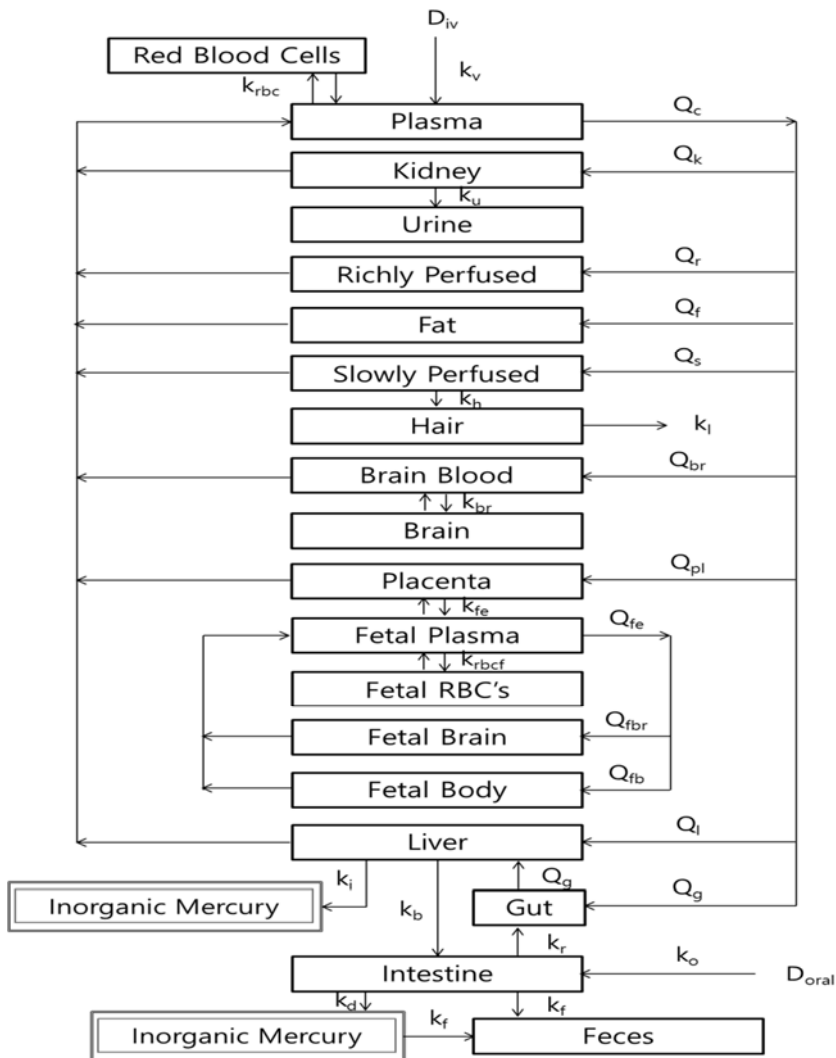 D_iv
Red Blood Cells
k_rbc
k_v
Plasma
Q_c
Kidney
Q_k
k_u
Urine
Richly Perfused
Q_r
Fat
Q_f
Slowly Perfused
Q_s
k_h
Hair
k_l
Brain Blood
Q_br
k_br
Brain
Placenta
Q_pl
k_fe
Fetal Plasma
Q_fe
k_rbcf
Fetal RBC's
Fetal Brain
Q_fbr
Fetal Body
Q_fb
Liver
Q_l
k_i
Q_g
Q_g
Inorganic Mercury
k_b
Gut
k_r
Intestine
k_o
D_oral
k_d
k_f
Inorganic Mercury
k_f
Feces